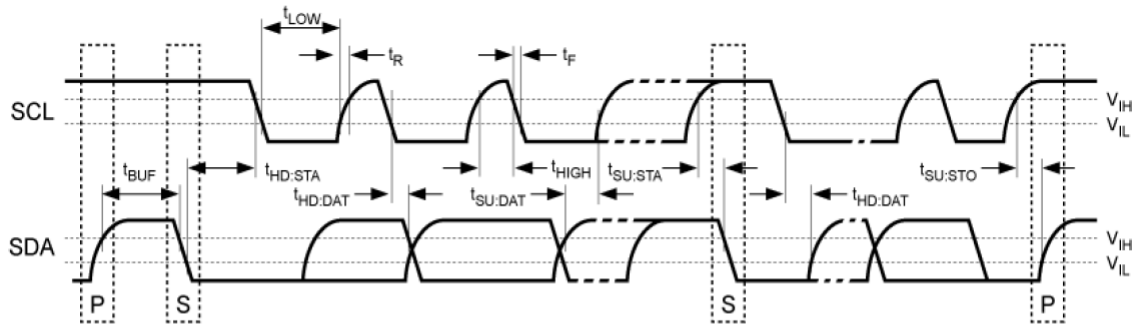 tLOW
tR
tF
SCL
VIH
VIL
tBUF
tHD:STA
tHD:DAT
tSU:DAT
tHIGH
tSU:STA
tHD:DAT
tSU:STO
SDA
VIH
VIL
P
S
S
P